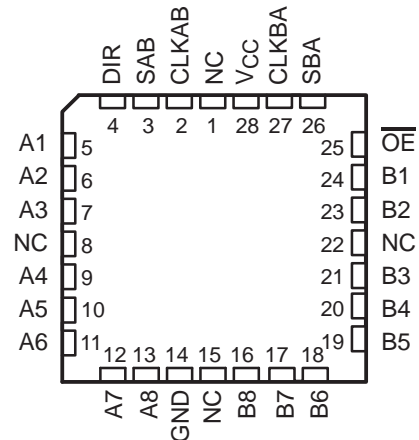 DIR SAB CLKAB NC VCC CLKBA SBA
4 3 2 1 28 27 26
A1 5 25 OE
A2 6 24 B1
A3 7 23 B2
NC 8 22 NC
A4 9 21 B3
A5 10 20 B4
A6 11 19 B5
12 13 14 15 16 17 18
A7 A8 GND NC B8 B7 B6